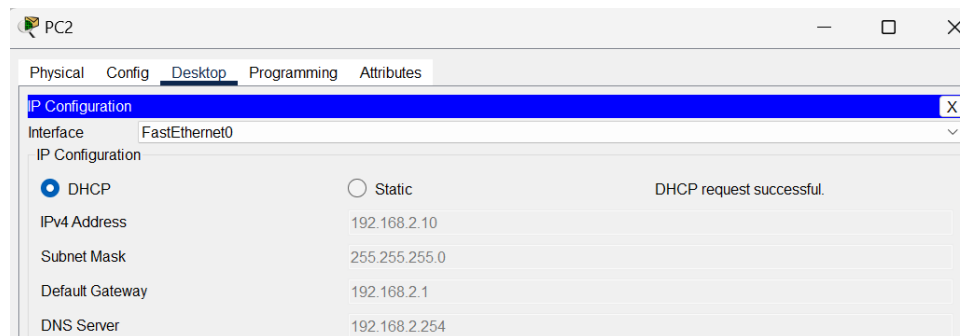 PC2
Physical Config Desktop Programming Attributes
IP Configuration X
Interface FastEthernet0
IP Configuration
DHCP Static DHCP request successful.
IPv4 Address 192.168.2.10
Subnet Mask 255.255.255.0
Default Gateway 192.168.2.1
DNS Server 192.168.2.254